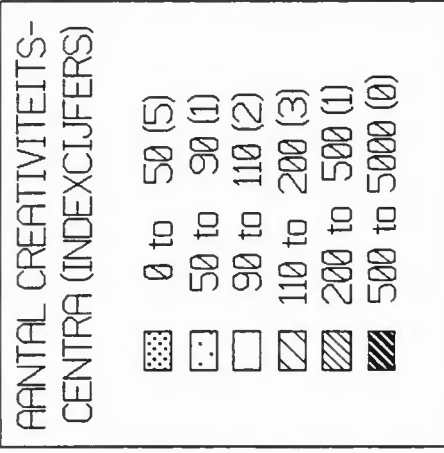 AANTAL CREATIVITEITS-
CENTRA (INDEXCIJFERS)
0 to 50 (5)
50 to 90 (1)
90 to 110 (2)
110 to 200 (3)
200 to 500 (1)
500 to 5000 (0)